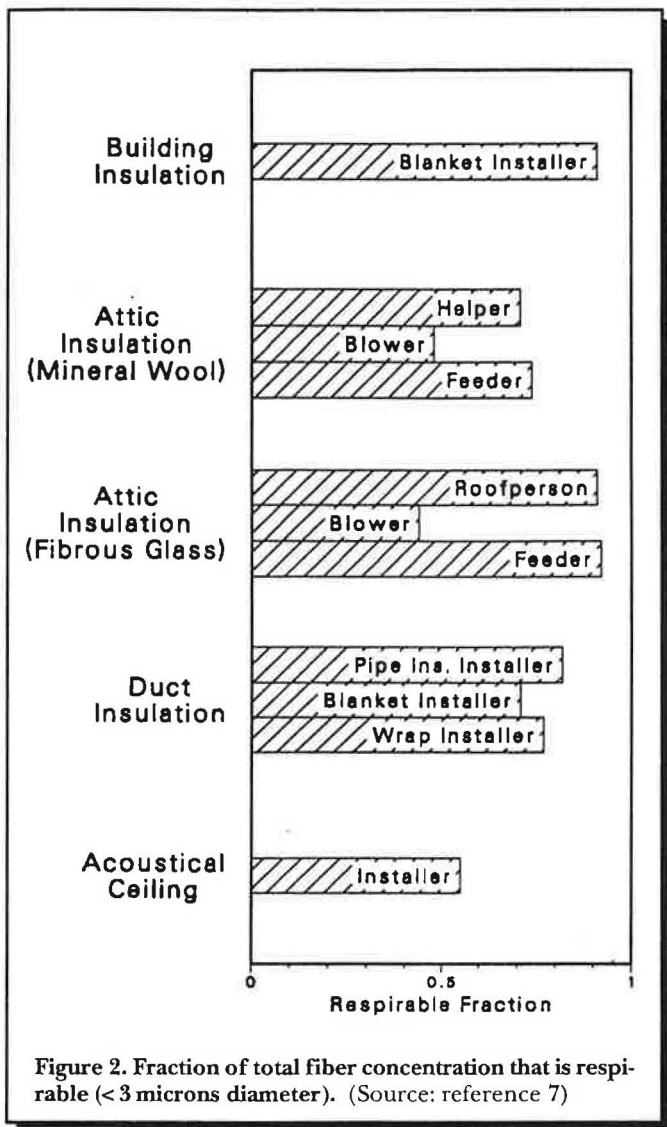 Building
Insulation
Blanket Installer
Attic
Insulation
(Mineral Wool)
Helper
Blower
Feeder
Attic
Insulation
(Fibrous Glass)
Roofperson
Blower
Feeder
Duct
Insulation
Pipe Ins. Installer
Blanket Installer
Wrap Installer
Acoustical
Ceiling
Installer
0 0.5 1
Respirable Fraction
Figure 2. Fraction of total fiber concentration that is respi-
rable (< 3 microns diameter). (Source: reference 7)